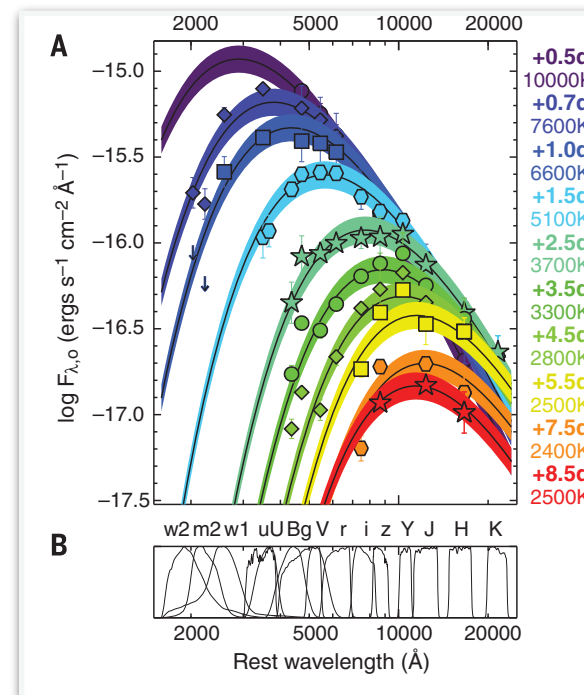 A
2000 5000 10000 20000
−15.0
−15.5
−16.0
−16.5
−17.0
−17.5
log F λ,o (ergs s−1 cm−2 Å−1)
+0.5d
10000K
+0.7d
7600K
+1.0d
6600K
+1.5d
5100K
+2.5d
3700K
+3.5d
3300K
+4.5d
2800K
+5.5d
2500K
+7.5d
2400K
+8.5d
2500K
w2 m2 w1 uU Bg V r i z Y J H K
B
2000 5000 10000 20000
Rest wavelength (Å)